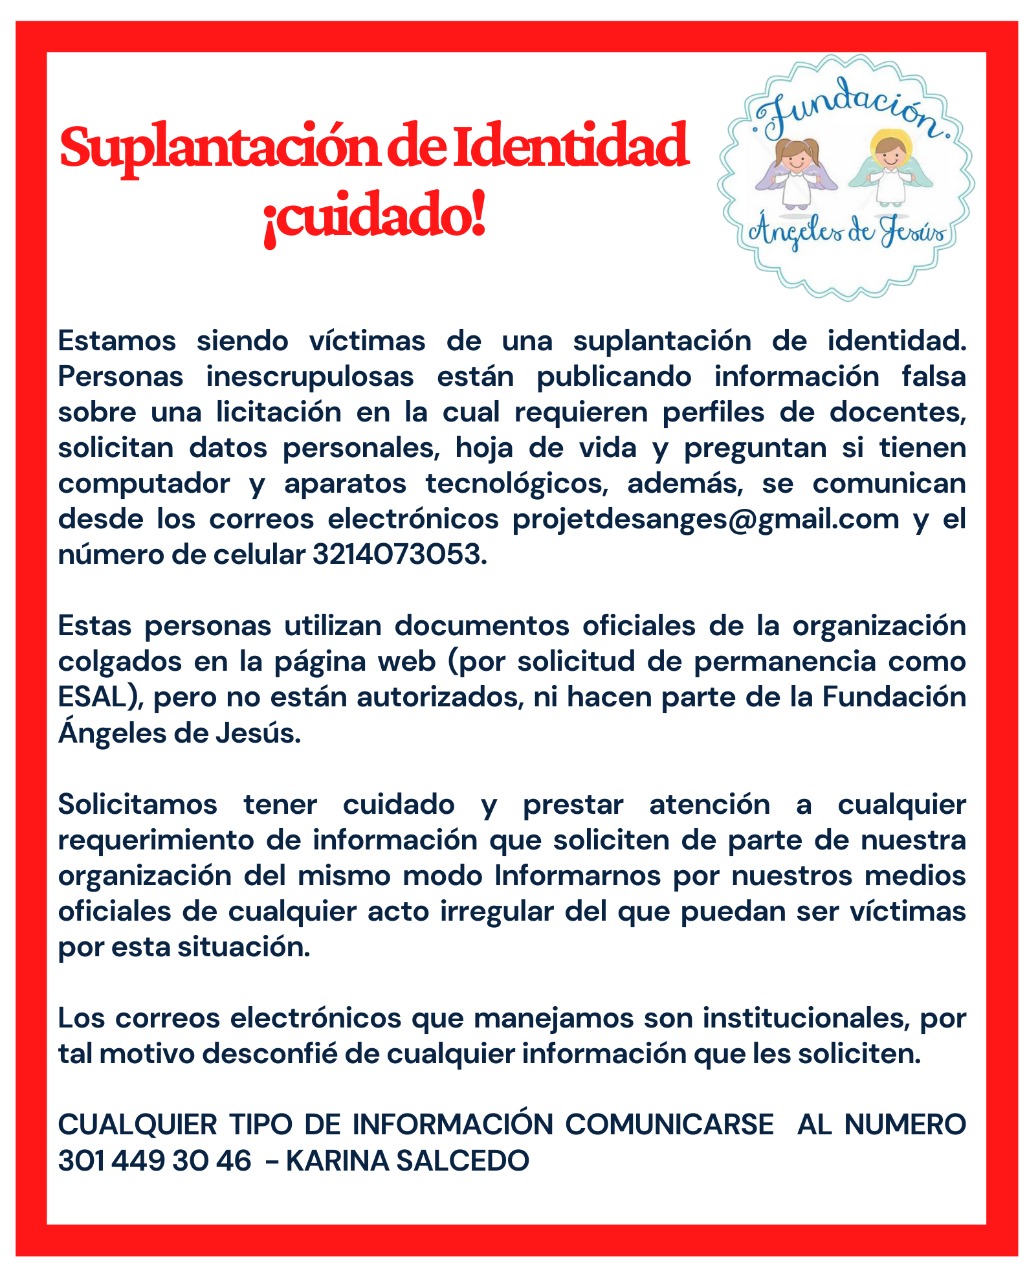 Suplantación de Identidad
¡cuidado!
Fundación
Ángeles de Jesús
Estamos siendo víctimas de una suplantación de identidad.
Personas inescrupulosas están publicando información falsa
sobre una licitación en la cual requieren perfiles de docentes,
solicitan datos personales, hoja de vida y preguntan si tienen
computador y aparatos tecnológicos, además, se comunican
desde los correos electrónicos projetdesanges@gmail.com y el
número de celular 3214073053.
Estas personas utilizan documentos oficiales de la organización
colgados en la página web (por solicitud de permanencia como
ESAL), pero no están autorizados, ni hacen parte de la Fundación
Ángeles de Jesús.
Solicitamos tener cuidado y prestar atención a cualquier
requerimiento de información que soliciten de parte de nuestra
organización del mismo modo Informarnos por nuestros medios
oficiales de cualquier acto irregular del que puedan ser víctimas
por esta situación.
Los correos electrónicos que manejamos son institucionales, por
tal motivo desconfié de cualquier información que les soliciten.
CUALQUIER TIPO DE INFORMACIÓN COMUNICARSE AL NUMERO
301 449 30 46 - KARINA SALCEDO